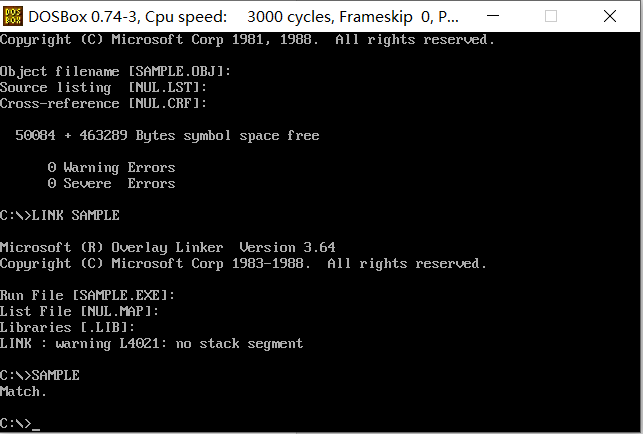 DOSBox 0.74-3, Cpu speed: 3000 cycles, Frameskip 0, P...
Copyright (C) Microsoft Corp 1981, 1988. All rights reserved.
Object filename [SAMPLE.OBJ]:
Source listing [NUL.LST]:
Cross-reference [NUL.CRF]:
50084 + 463289 Bytes symbol space free
0 Warning Errors
0 Severe Errors
C:\>LINK SAMPLE
Microsoft (R) Overlay Linker Version 3.64
Copyright (C) Microsoft Corp 1983-1988. All rights reserved.
Run File [SAMPLE.EXE]:
List File [NUL.MAP]:
Libraries [.LIB]:
LINK : warning L4021: no stack segment
C:\>SAMPLE
Match.
C:\>_